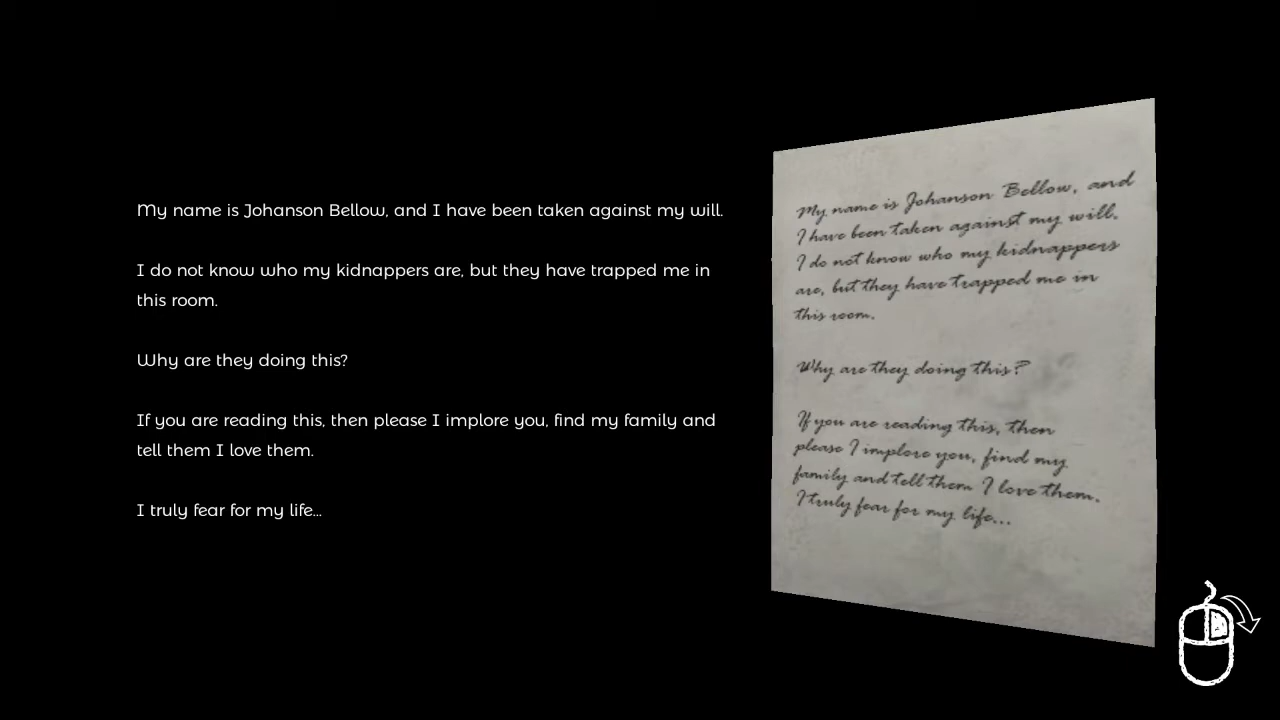 My name is Johanson Bellow, and I have been taken against my will.
I do not know who my kidnappers are, but they have trapped me in
this room.
Why are they doing this?
If you are reading this, then please I implore you, find my family and
tell them I love them.
I truly fear for my life...
My name is Johanson Bellow, and
I have been taken against my will.
I do not know who my kidnappers
are, but they have trapped me in
this room.
Why are they doing this?
If you are reading this, then
please I implore you, find my
family and tell them I love them.
I truly fear for my life...